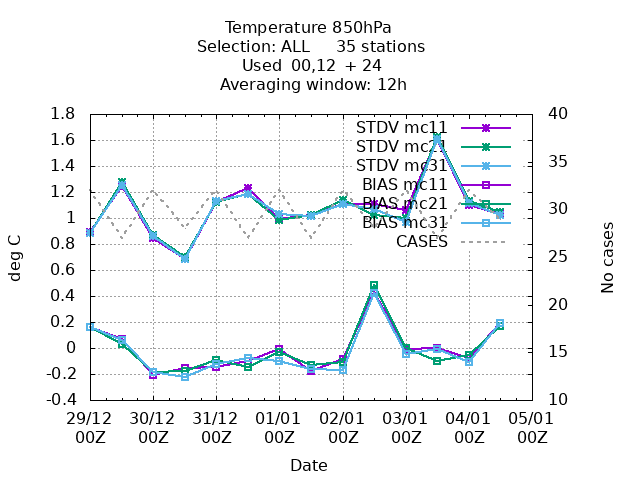 Temperature 850hPa
Selection: ALL 35 stations
Used 00,12 + 24
Averaging window: 12h
1.8
1.6
1.4
1.2
1
0.8
0.6
0.4
0.2
0
-0.2
-0.4
deg C
40
35
30
25
20
15
10
No cases
STDV mc11
STDV mc21
STDV mc31
BIAS mc11
BIAS mc21
BIAS mc31
CASES
29/12 30/12 31/12 01/01 02/01 03/01 04/01 05/01
00Z 00Z 00Z 00Z 00Z 00Z 00Z 00Z
Date